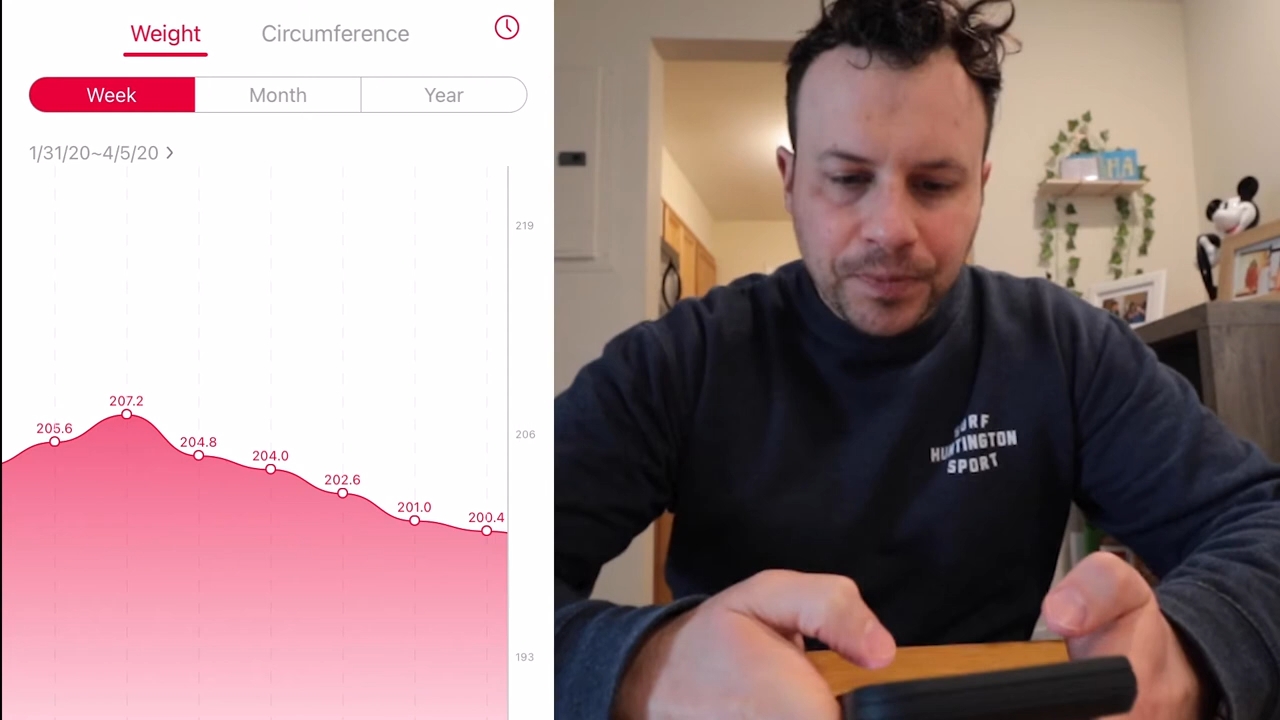 Weight Circumference
Week Month Year
1/31/20~4/5/20 >
219
207.2
205.6
206
204.8
204.0
202.6
201.0
200.4
193
HA
SURF
HUNTINGTON
SPORT